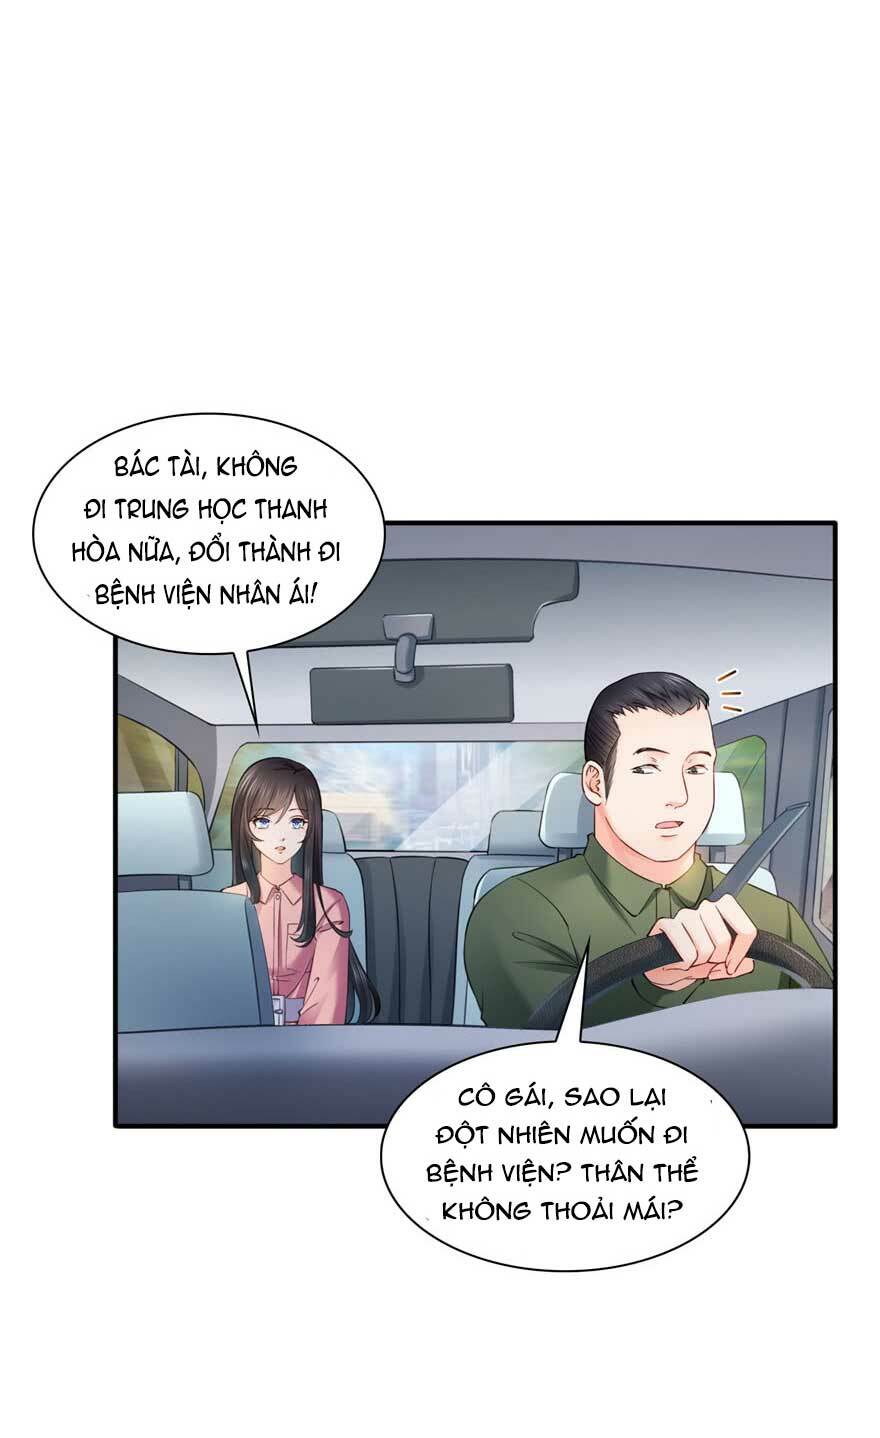 BÁC TÀI, KHÔNG
ĐI TRUNG HỌC THANH
HÒA NỮA, ĐỔI THÀNH ĐI
BỆNH VIỆN NHÂN ÁI!
CÔ GÁI, SAO LẠI
ĐỘT NHIÊN MUỐN ĐI
BỆNH VIỆN? THÂN THỂ
KHÔNG THOẢI MÁI?